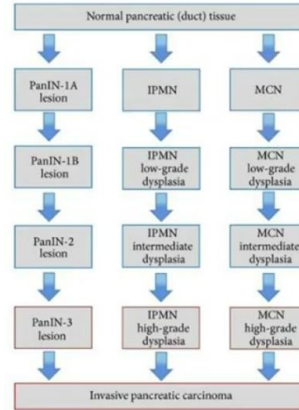 Normal pancreatic (duct) tissue
PanIN-1A
lesion
IPMN
MCN
PanIN-1B
lesion
IPMN
low-grade
dysplasia
MCN
low-grade
dysplasia
PanIN-2
lesion
IPMN
intermediate
dysplasia
MCN
intermediate
dysplasia
PanIN-3
lesion
IPMN
high-grade
dysplasia
MCN
high-grade
dysplasia
Invasive pancreatic carcinoma